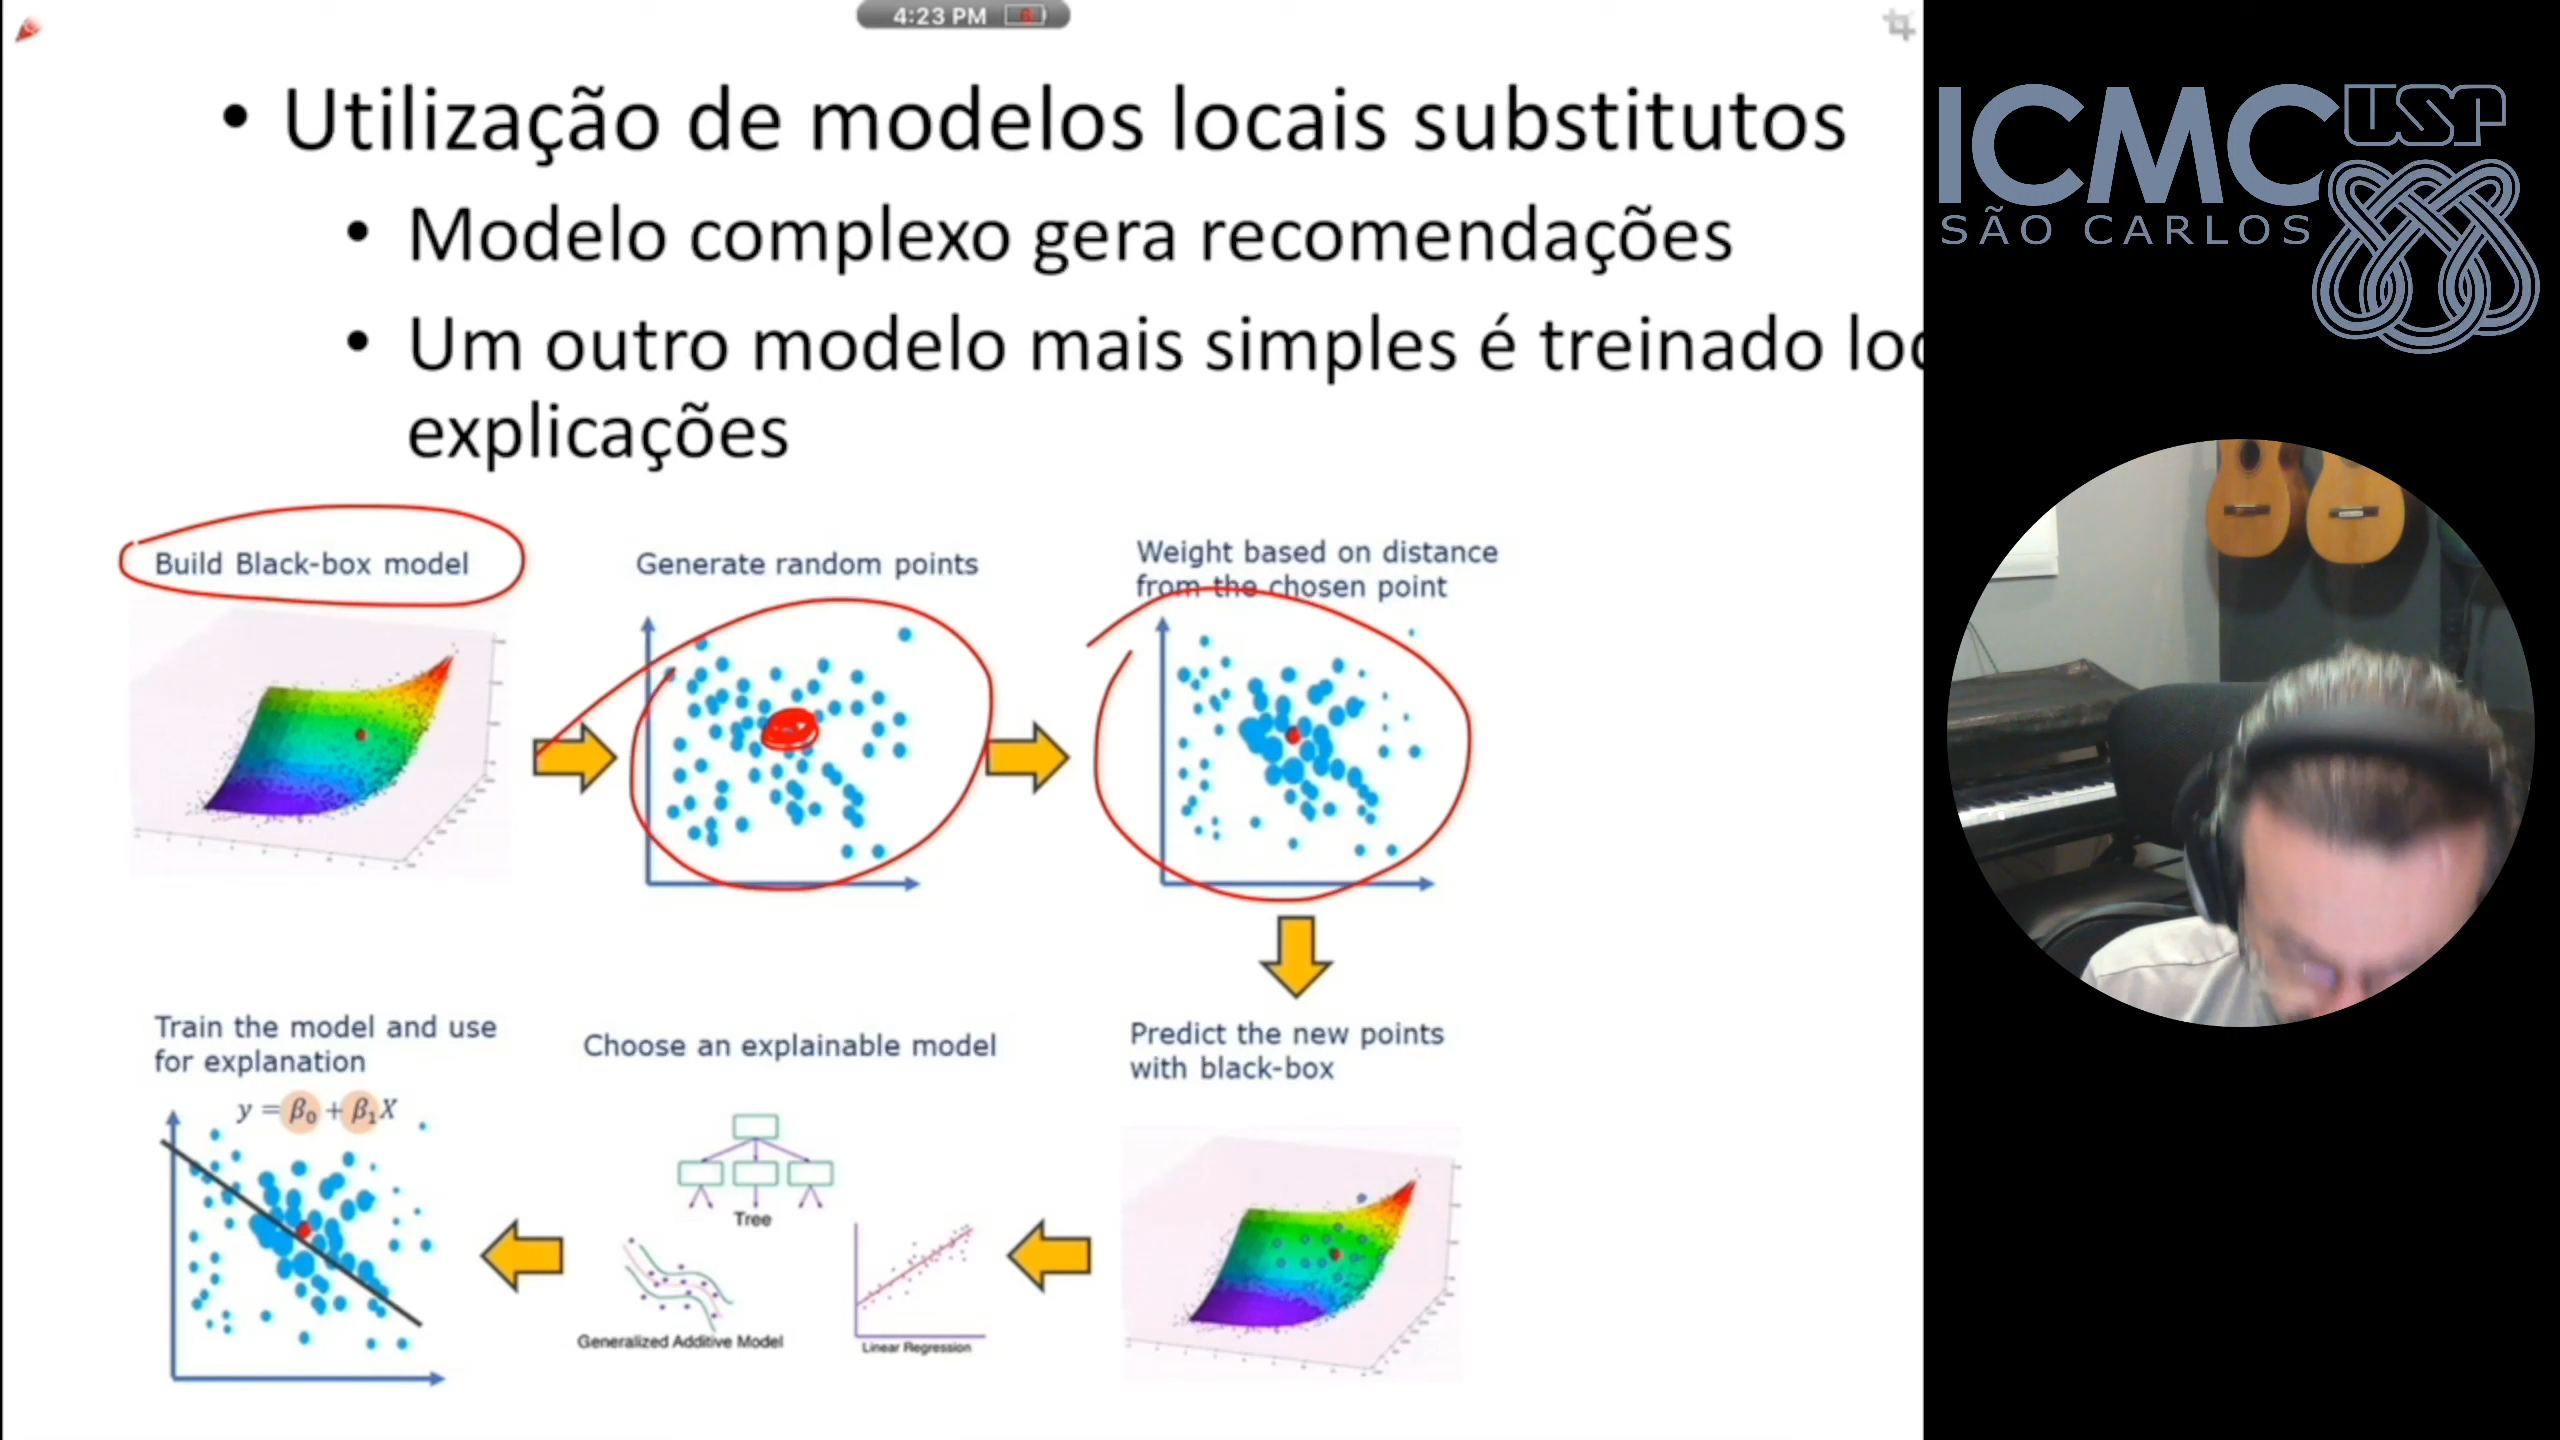 4:23 PM
• Utilização de modelos locais substitutos
• Modelo complexo gera recomendações
• Um outro modelo mais simples é treinado
explicações
Build Black-box model
Generate random points
Weight based on distance
from the chosen point
Train the model and use
for explanation
y = β₀ + β₁X
Choose an explainable model
Tree
Generalized Additive Model
Linear Regression
Predict the new points
with black-box
ICMC USP
SÃO CARLOS